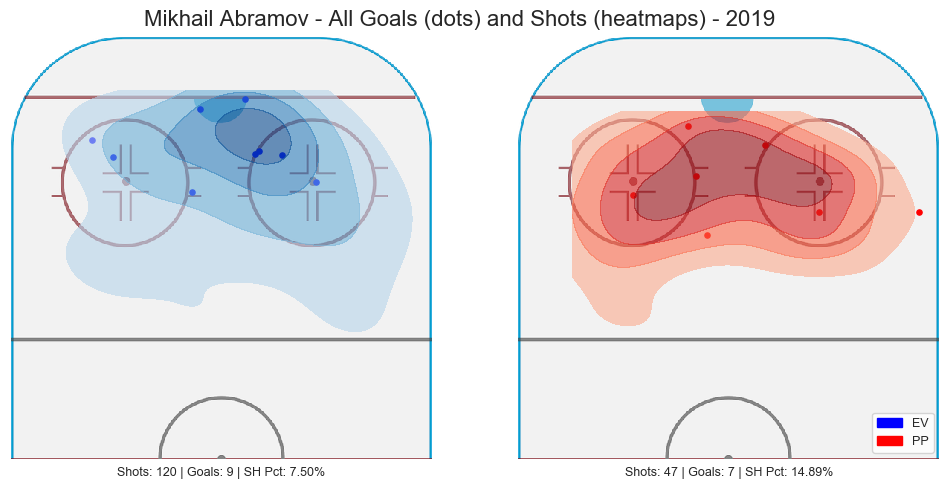 Mikhail Abramov - All Goals (dots) and Shots (heatmaps) - 2019
EV
PP
Shots: 120 | Goals: 9 | SH Pct: 7.50%
Shots: 47 | Goals: 7 | SH Pct: 14.89%